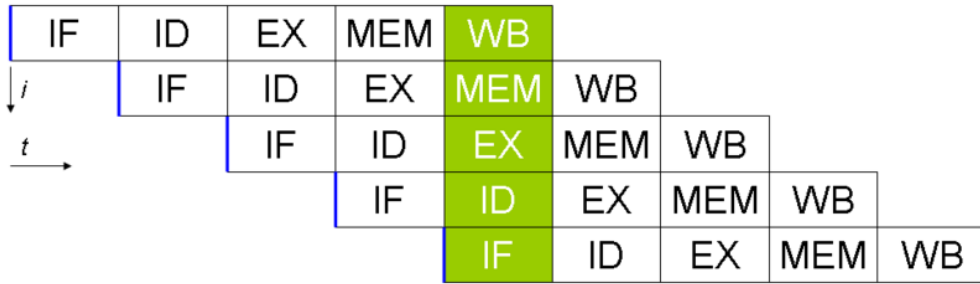 IF ID EX MEM WB
i IF ID EX MEM WB
t IF ID EX MEM WB
IF ID EX MEM WB
IF ID EX MEM WB